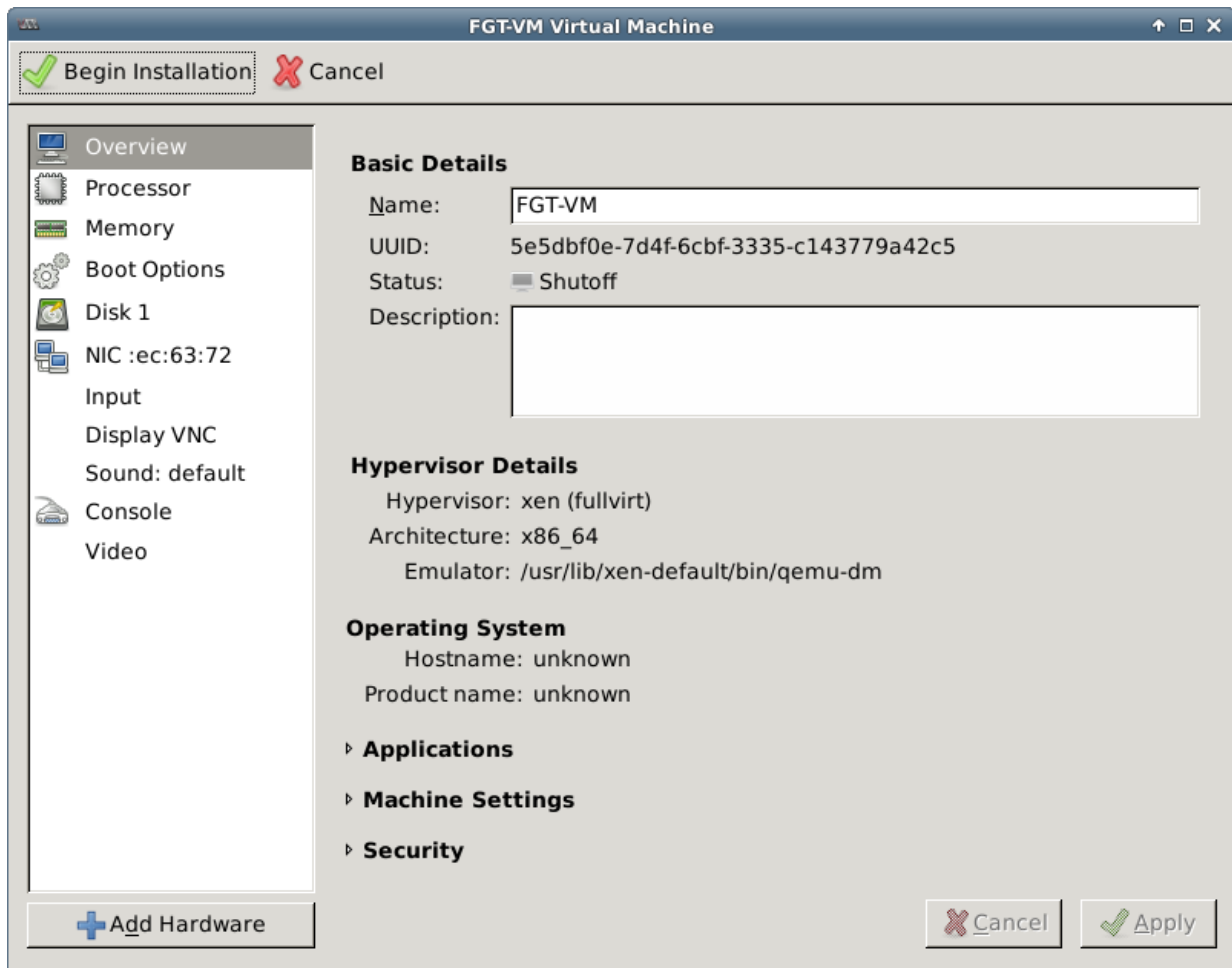 FGT-VM Virtual Machine
Begin Installation Cancel
Overview
Processor
Memory
Boot Options
Disk 1
NIC :ec:63:72
Input
Display VNC
Sound: default
Console
Video
Add Hardware
Basic Details
Name: FGT-VM
UUID: 5e5dbf0e-7d4f-6cbf-3335-c143779a42c5
Status: Shutoff
Description:
Hypervisor Details
Hypervisor: xen (fullvirt)
Architecture: x86_64
Emulator: /usr/lib/xen-default/bin/qemu-dm
Operating System
Hostname: unknown
Product name: unknown
Applications
Machine Settings
Security
Cancel Apply